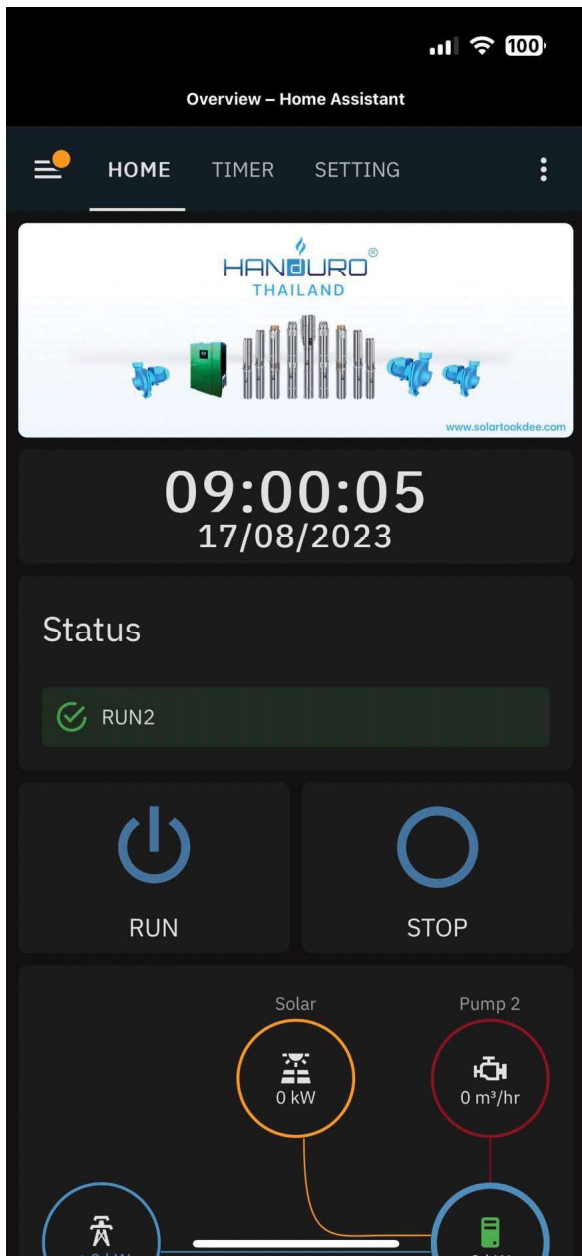 100
Overview – Home Assistant
HOME TIMER SETTING
HANDURO®
THAILAND
www.solartookdee.com
09:00:05
17/08/2023
Status
RUN2
RUN STOP
Solar Pump 2
0 kW 0 m³/hr